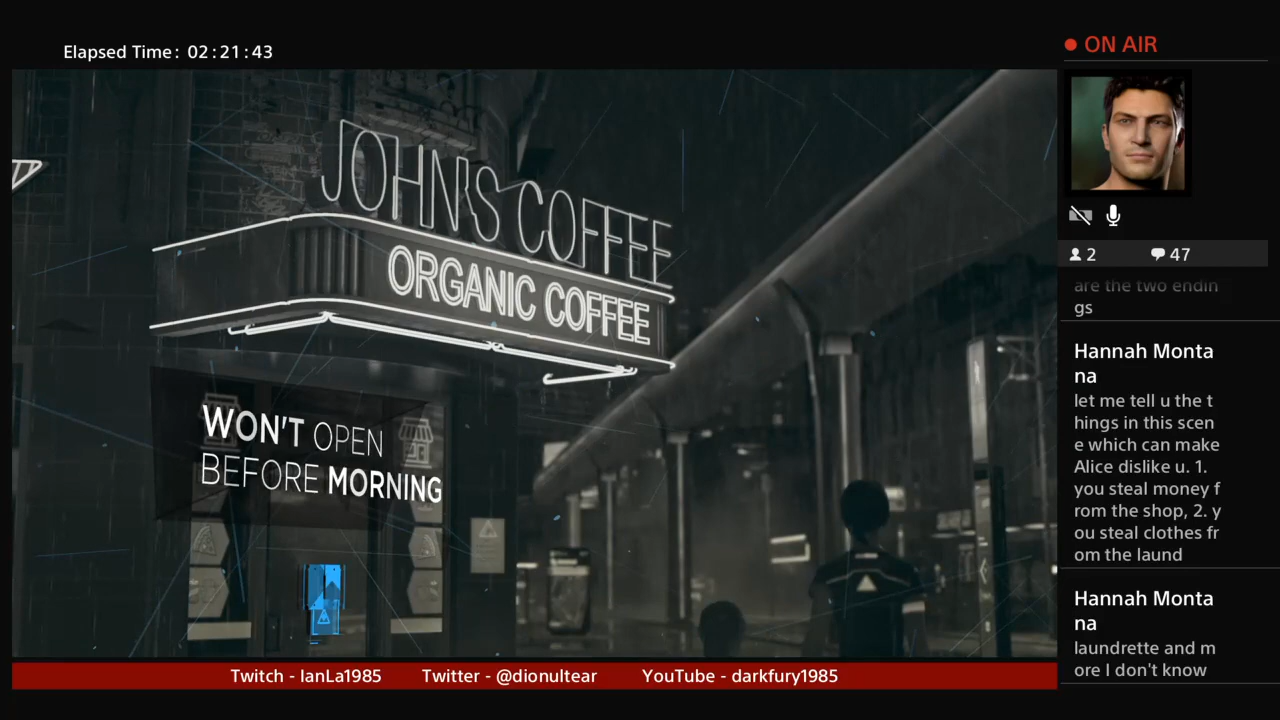 Elapsed Time: 02:21:43
ON AIR
JOHN'S COFFEE
ORGANIC COFFEE
WON'T OPEN
BEFORE MORNING
2
47
are the two endin
gs
Hannah Monta
na
let me tell u the t
hings in this scen
e which can make
Alice dislike u. 1.
you steal money f
rom the shop, 2. y
ou steal clothes fr
om the laund
Hannah Monta
na
laundrette and m
ore I don't know
Twitch - IanLa1985 Twitter - @dionultear YouTube - darkfury1985